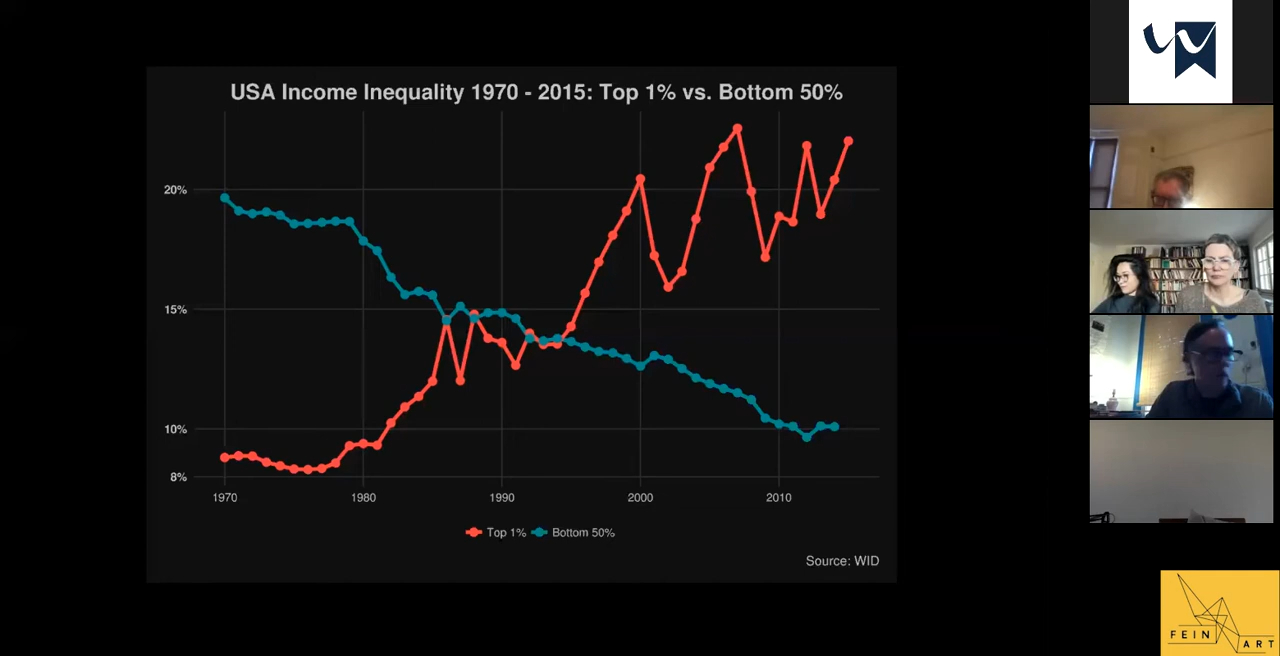 USA Income Inequality 1970 - 2015: Top 1% vs. Bottom 50%
20%
15%
10%
8%
1970 1980 1990 2000 2010
Top 1% Bottom 50%
Source: WID
FEIN
ART